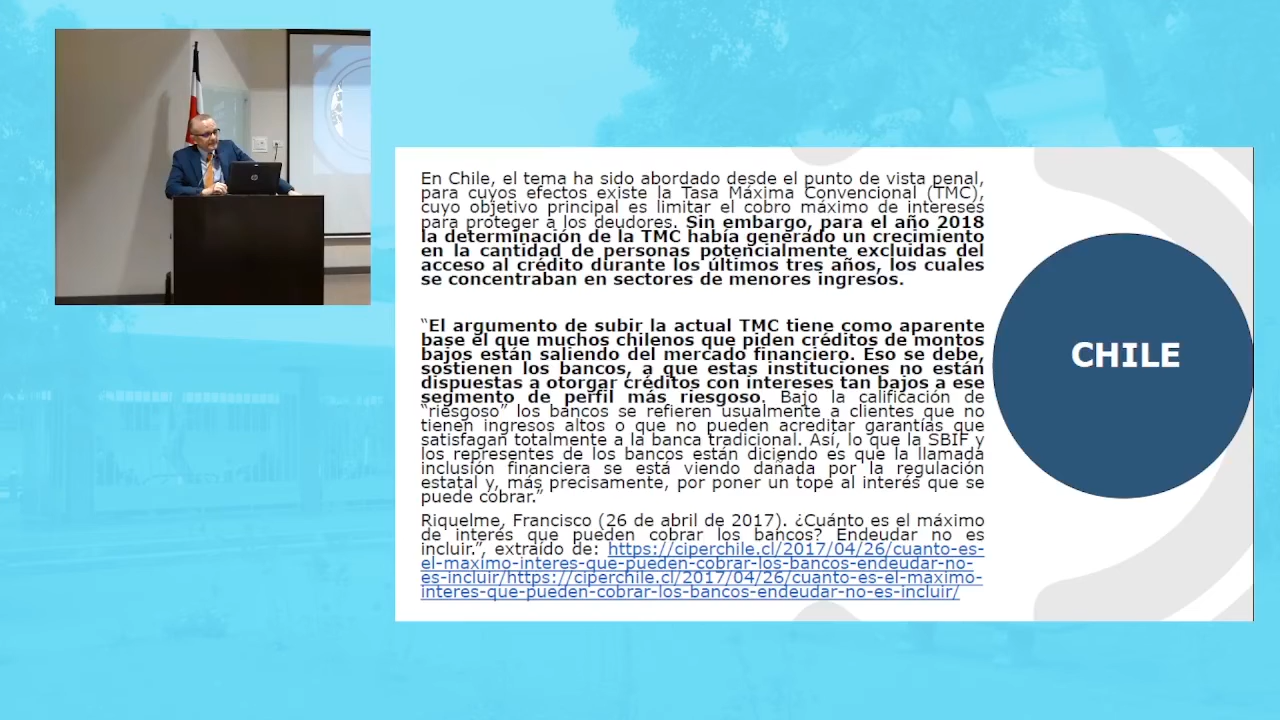 En Chile, el tema ha sido abordado desde el punto de vista penal,
para cuyos efectos existe la Tasa Máxima Convencional (TMC),
cuyo objetivo principal es limitar el cobro máximo de intereses
para proteger a los deudores. Sin embargo, para el año 2018
la determinación de la TMC había generado un crecimiento
en la cantidad de personas potencialmente excluidas del
acceso al crédito durante los últimos tres años, los cuales
se concentraban en sectores de menores ingresos.
“El argumento de subir la actual TMC tiene como aparente
base el que muchos chilenos que piden créditos de montos
bajos están saliendo del mercado financiero. Eso se debe,
sostienen los bancos, a que estas instituciones no están
dispuestas a otorgar créditos con intereses tan bajos a ese
segmento de perfil más riesgoso. Bajo la calificación de
“riesgoso” los bancos se refieren usualmente a clientes que no
tienen ingresos altos o que no pueden acreditar garantías que
satisfagan totalmente a la banca tradicional. Así, lo que la SBIF y
los representes de los bancos están diciendo es que la llamada
inclusión financiera se está viendo dañada por la regulación
estatal y, más precisamente, por poner un tope al interés que se
puede cobrar.”
Riquelme, Francisco (26 de abril de 2017). ¿Cuánto es el máximo
de interés que pueden cobrar los bancos? Endeudar no es
incluir.”, extraído de: https://ciperchile.cl/2017/04/26/cuanto-es-
el-maximo-interes-que-pueden-cobrar-los-bancos-endeudar-no-
es-incluir/https://ciperchile.cl/2017/04/26/cuanto-es-el-maximo-
interes-que-pueden-cobrar-los-bancos-endeudar-no-es-incluir/
CHILE
hp